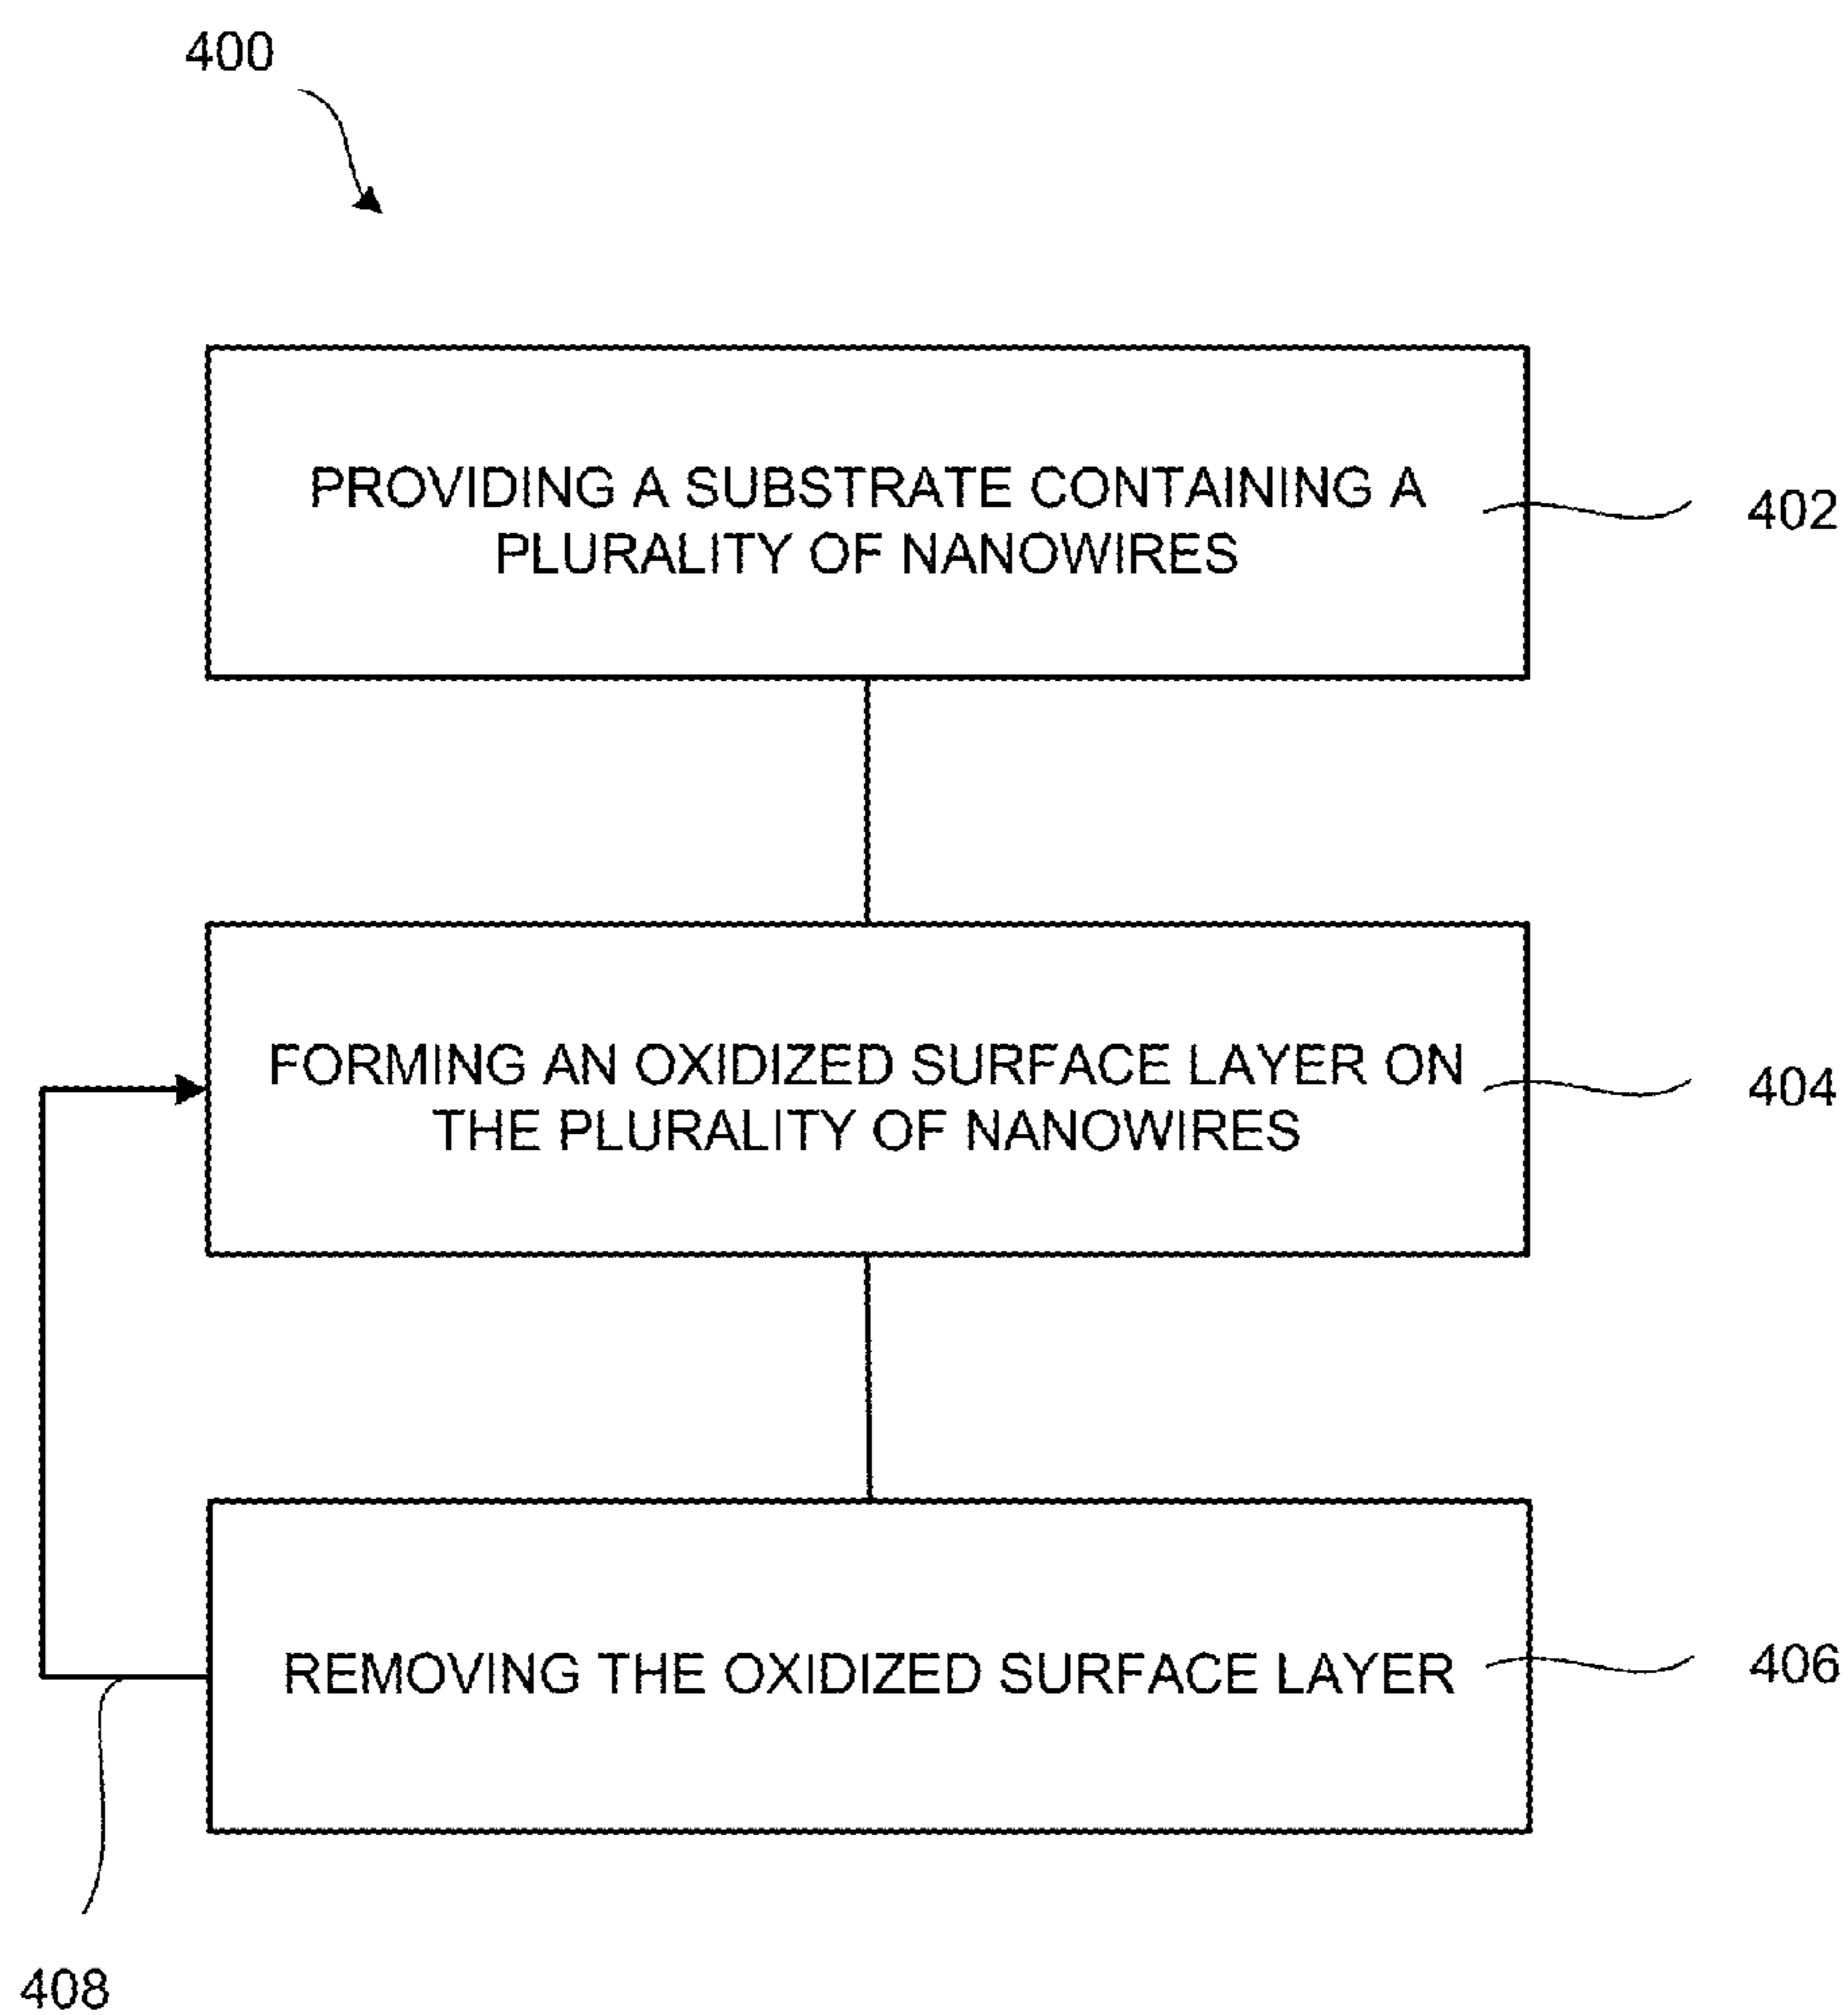 400
PROVIDING A SUBSTRATE CONTAINING A
PLURALITY OF NANOWIRES
402
FORMING AN OXIDIZED SURFACE LAYER ON
THE PLURALITY OF NANOWIRES
404
REMOVING THE OXIDIZED SURFACE LAYER
406
408